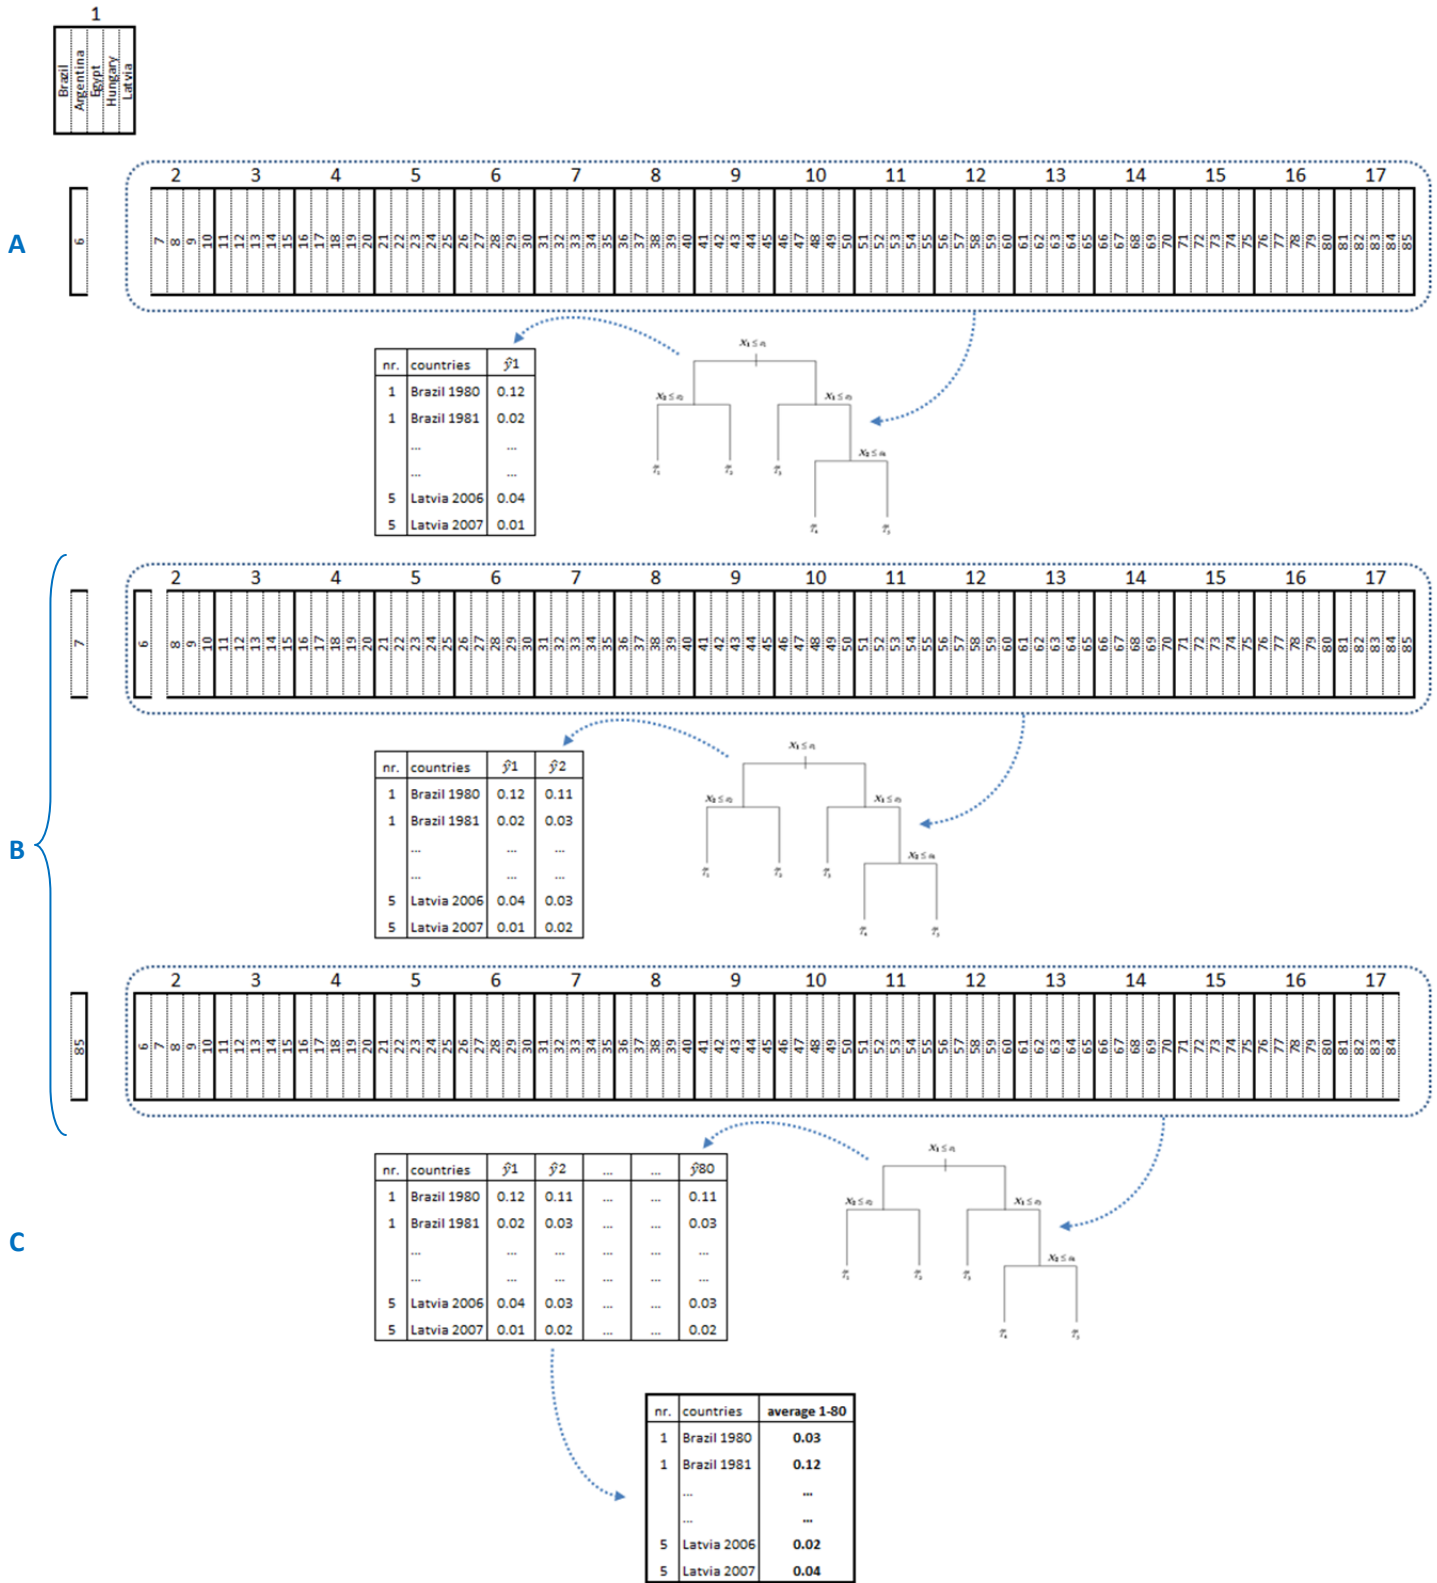 1
Brazil
Argentina
Egypt
Hungary
Latvia
2 3 4 5 6 7 8 9 10 11 12 13 14 15 16 17
A
6
7 8 9 10 11 12 13 14 15 16 17 18 19 20 21 22 23 24 25 26 27 28 29 30 31 32 33 34 35 36 37 38 39 40 41 42 43 44 45 46 47 48 49 50 51 52 53 54 55 56 57 58 59 60 61 62 63 64 65 66 67 68 69 70 71 72 73 74 75 76 77 78 79 80 81 82 83 84 85
nr. countries ŷ1
1 Brazil 1980 0.12
1 Brazil 1981 0.02
... ...
... ...
5 Latvia 2006 0.04
5 Latvia 2007 0.01
B
2 3 4 5 6 7 8 9 10 11 12 13 14 15 16 17
7
6 8 9 10 11 12 13 14 15 16 17 18 19 20 21 22 23 24 25 26 27 28 29 30 31 32 33 34 35 36 37 38 39 40 41 42 43 44 45 46 47 48 49 50 51 52 53 54 55 56 57 58 59 60 61 62 63 64 65 66 67 68 69 70 71 72 73 74 75 76 77 78 79 80 81 82 83 84 85
nr. countries ŷ1 ŷ2
1 Brazil 1980 0.12 0.11
1 Brazil 1981 0.02 0.03
... ... ...
... ... ...
5 Latvia 2006 0.04 0.03
5 Latvia 2007 0.01 0.02
2 3 4 5 6 7 8 9 10 11 12 13 14 15 16 17
85
6 7 8 9 10 11 12 13 14 15 16 17 18 19 20 21 22 23 24 25 26 27 28 29 30 31 32 33 34 35 36 37 38 39 40 41 42 43 44 45 46 47 48 49 50 51 52 53 54 55 56 57 58 59 60 61 62 63 64 65 66 67 68 69 70 71 72 73 74 75 76 77 78 79 80 81 82 83 84
C
nr. countries ŷ1 ŷ2 ... ... ŷ80
1 Brazil 1980 0.12 0.11 ... ... 0.11
1 Brazil 1981 0.02 0.03 ... ... 0.03
... ... ... ... ... ...
... ... ... ... ... ...
5 Latvia 2006 0.04 0.03 ... ... 0.03
5 Latvia 2007 0.01 0.02 ... ... 0.02
nr. countries average 1-80
1 Brazil 1980 0.03
1 Brazil 1981 0.12
... ...
... ...
5 Latvia 2006 0.02
5 Latvia 2007 0.04